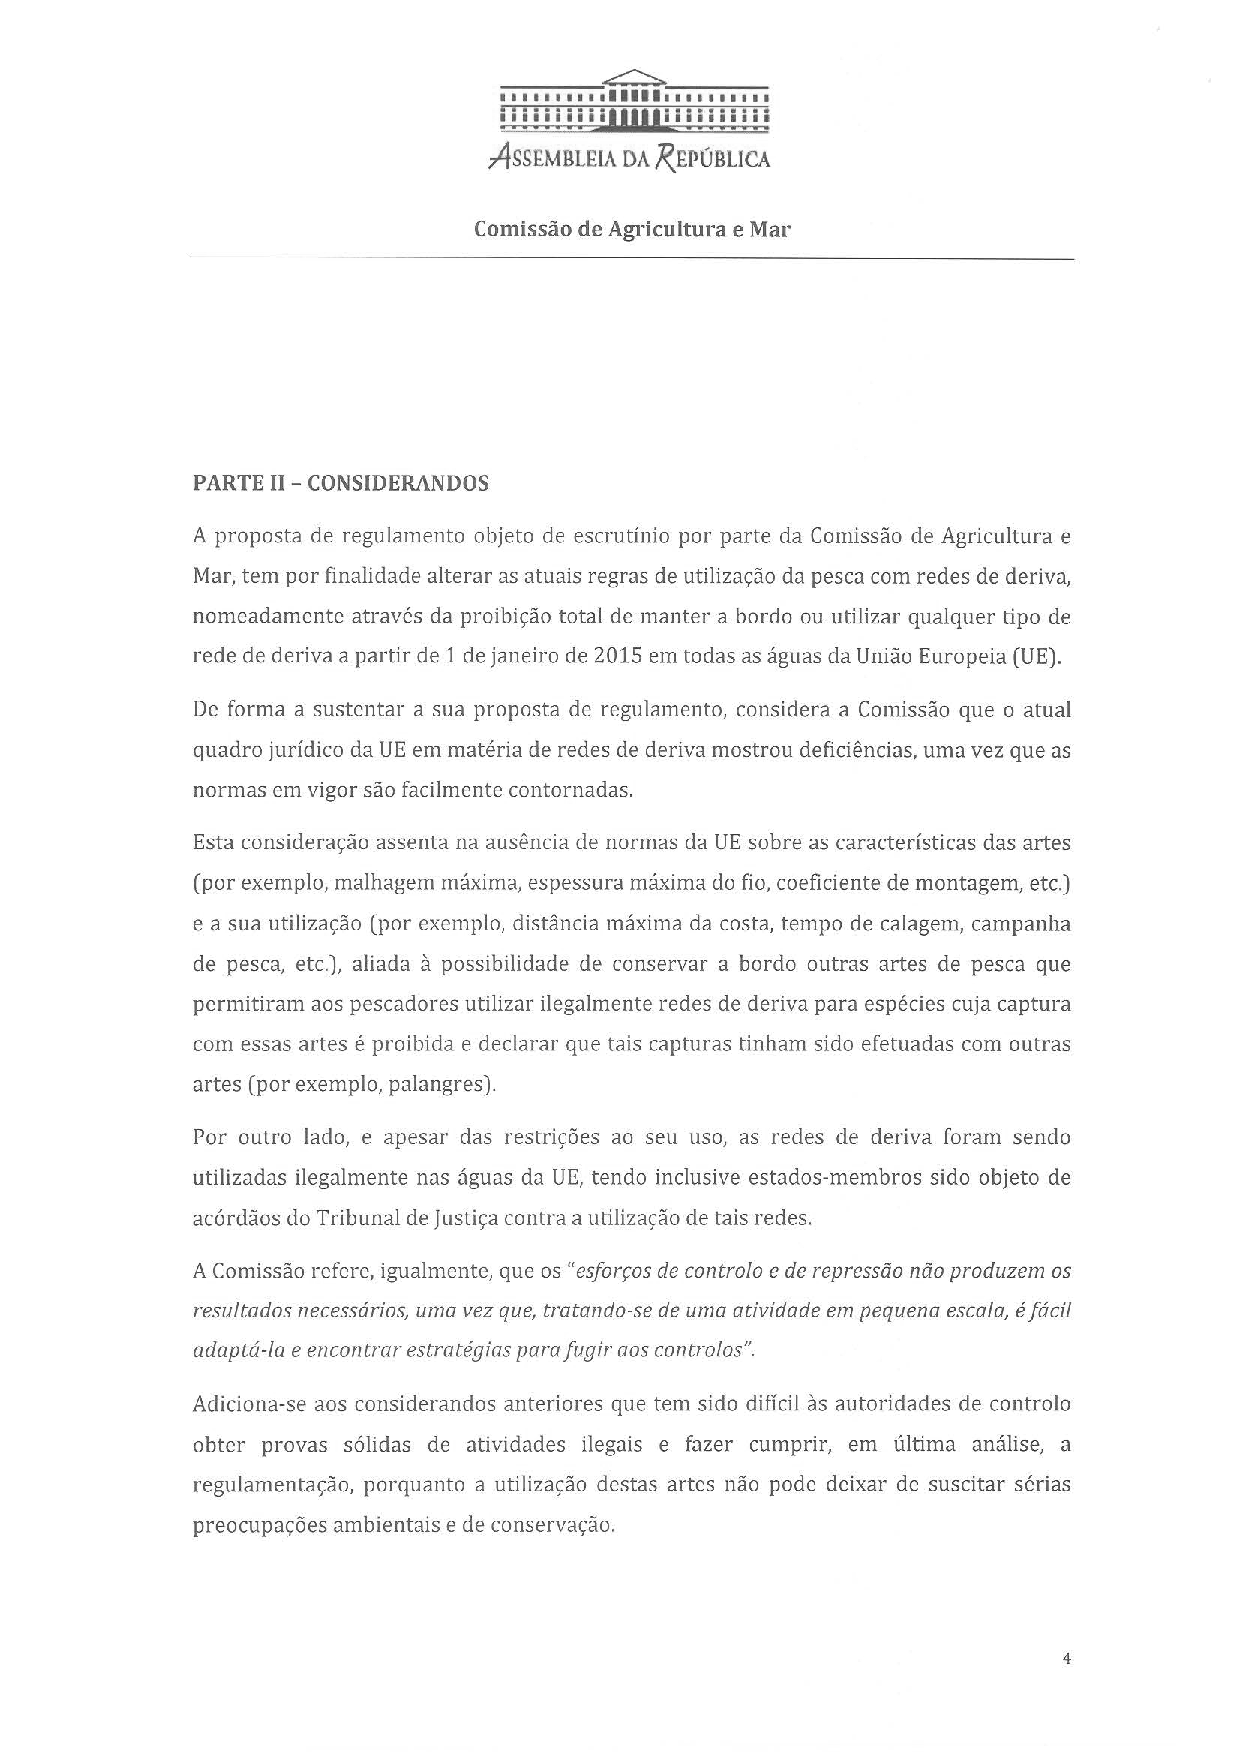 ASSEMBLEIA DA REPÚBLICA
Comissão de Agricultura e Mar
PARTE II – CONSIDERANDOS
A proposta de regulamento objeto de escrutínio por parte da Comissão de Agricultura e
Mar, tem por finalidade alterar as atuais regras de utilização da pesca com redes de deriva,
nomeadamente através da proibição total de manter a bordo ou utilizar qualquer tipo de
rede de deriva a partir de 1 de janeiro de 2015 em todas as águas da União Europeia (UE).
De forma a sustentar a sua proposta de regulamento, considera a Comissão que o atual
quadro jurídico da UE em matéria de redes de deriva mostrou deficiências, uma vez que as
normas em vigor são facilmente contornadas.
Esta consideração assenta na ausência de normas da UE sobre as características das artes
(por exemplo, malhagem máxima, espessura máxima do fio, coeficiente de montagem, etc.)
e a sua utilização (por exemplo, distância máxima da costa, tempo de calagem, campanha
de pesca, etc.), aliada à possibilidade de conservar a bordo outras artes de pesca que
permitiram aos pescadores utilizar ilegalmente redes de deriva para espécies cuja captura
com essas artes é proibida e declarar que tais capturas tinham sido efetuadas com outras
artes (por exemplo, palangres).
Por outro lado, e apesar das restrições ao seu uso, as redes de deriva foram sendo
utilizadas ilegalmente nas águas da UE, tendo inclusive estados-membros sido objeto de
acórdãos do Tribunal de Justiça contra a utilização de tais redes.
A Comissão refere, igualmente, que os "esforços de controlo e de repressão não produzem os
resultados necessários, uma vez que, tratando-se de uma atividade em pequena escala, é fácil
adaptá-la e encontrar estratégias para fugir aos controlos".
Adiciona-se aos considerandos anteriores que tem sido difícil às autoridades de controlo
obter provas sólidas de atividades ilegais e fazer cumprir, em última análise, a
regulamentação, porquanto a utilização destas artes não pode deixar de suscitar sérias
preocupações ambientais e de conservação.
4